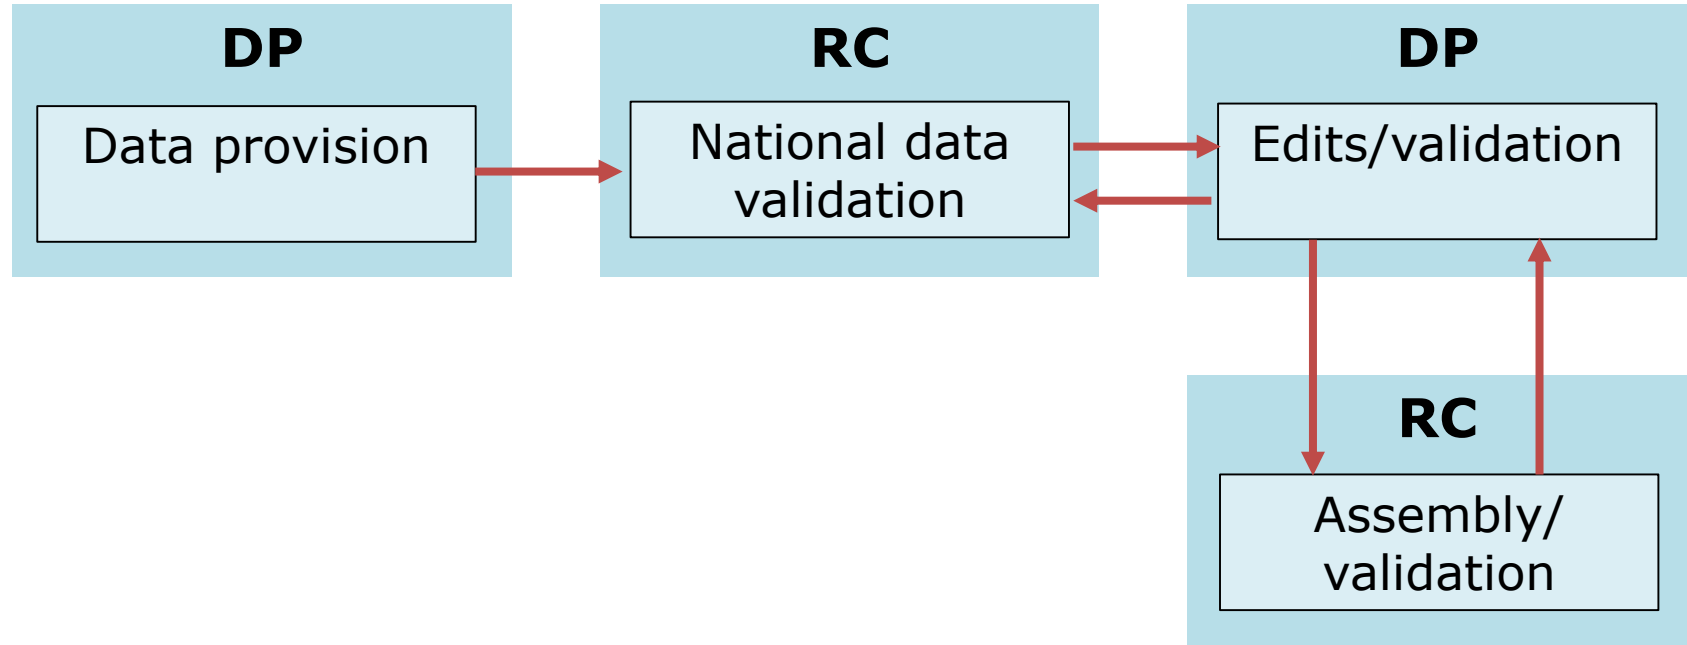 DP
Data provision
RC
National data
validation
DP
Edits/validation
RC
Assembly/
validation